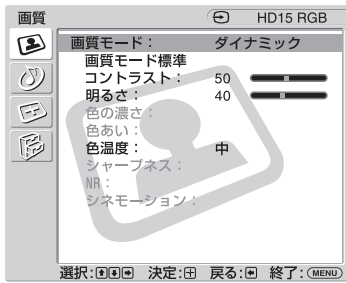 画質 HD15 RGB
画質モード： ダイナミック
画質モード標準
コントラスト： 50
明るさ： 40
色の濃さ：
色あい：
色温度： 中
シャープネス：
NR：
シネモーション：
選択: 決定: 戻る: 終了: MENU